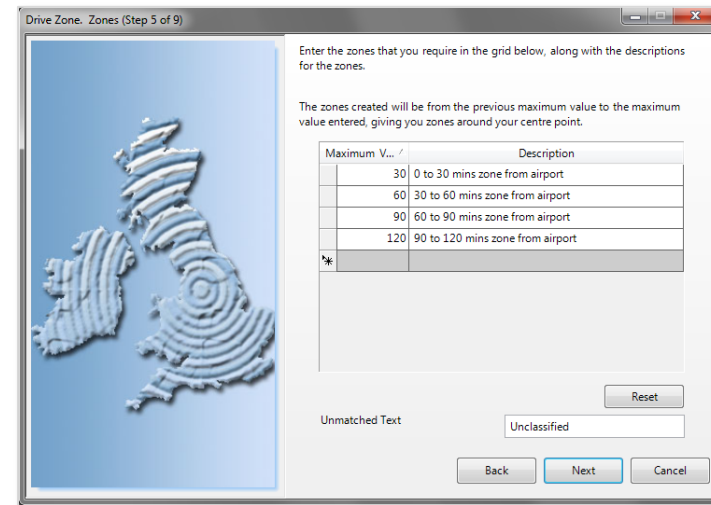 Drive Zone. Zones (Step 5 of 9)
Enter the zones that you require in the grid below, along with the descriptions
for the zones.
The zones created will be from the previous maximum value to the maximum
value entered, giving you zones around your centre point.
Maximum V... Description
30 0 to 30 mins zone from airport
60 30 to 60 mins zone from airport
90 60 to 90 mins zone from airport
120 90 to 120 mins zone from airport
Reset
Unmatched Text Unclassified
Back Next Cancel